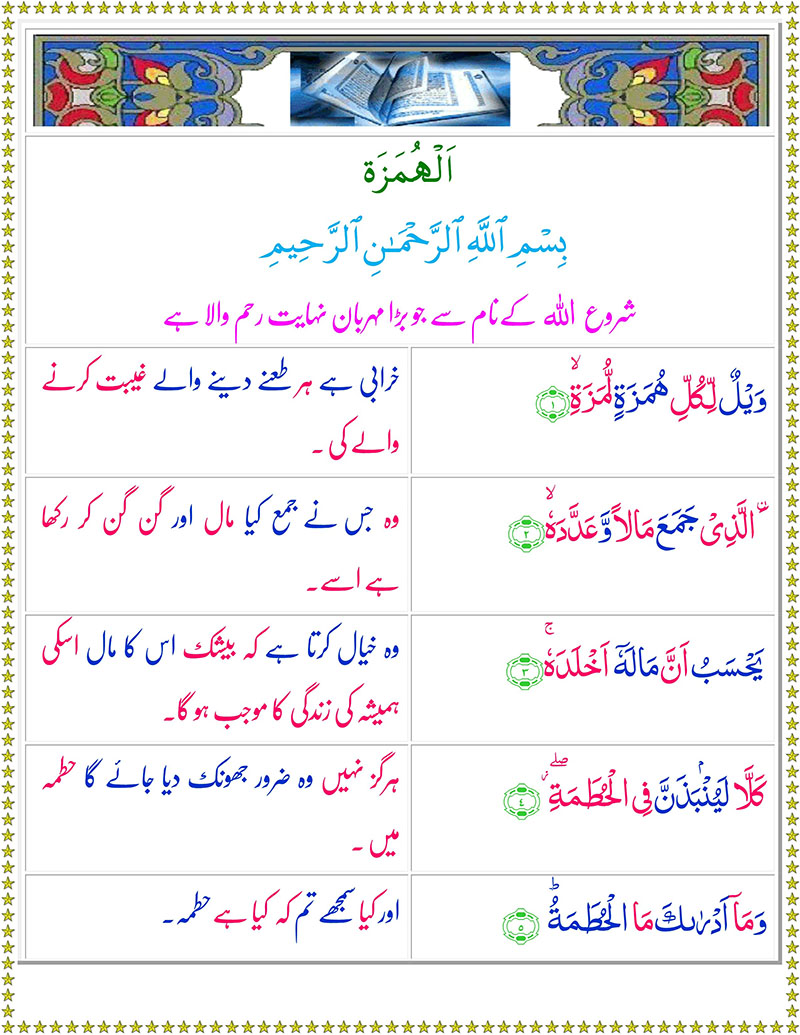 اَلْهُمَزَة
بِسْمِ ٱللَّهِ ٱلرَّحْمَـٰنِ ٱلرَّحِيمِ
شروع اللہ کے نام سے جو بڑا مہربان نہایت رحم والا ہے
وَيْلٌ لِّكُلِّ هُمَزَةٍ لُّمَزَةِۙ ﴿١﴾
خرابی ہے ہر طعنے دینے والے غیبت کرنے
والے کی ۔
ۨالَّذِىْ جَمَعَ مَالاً وَّعَدَّدَهٗۙ ﴿٢﴾
وہ جس نے جمع کیا مال اور گن گن کر رکھا
ہے اسے۔
يَحْسَبُ اَنَّ مَالَهٗۤ اَخْلَدَهٗۚ ﴿٣﴾
وہ خیال کرتا ہے کہ بیشک اس کا مال اسکی
ہمیشہ کی زندگی کا موجب ہو گا۔
كَلَّا لَيُنْۢبَذَنَّ فِى الْحُطَمَةِ ۖ ﴿٤﴾
ہرگز نہیں وہ ضرور جھونک دیا جائے گا حطمہ
میں ۔
وَمَاۤ اَدْرٰٮكَ مَا الْحُطَمَةُؕ ﴿٥﴾
اور کیا سمجھے تم کہ کیا ہے حطمہ۔